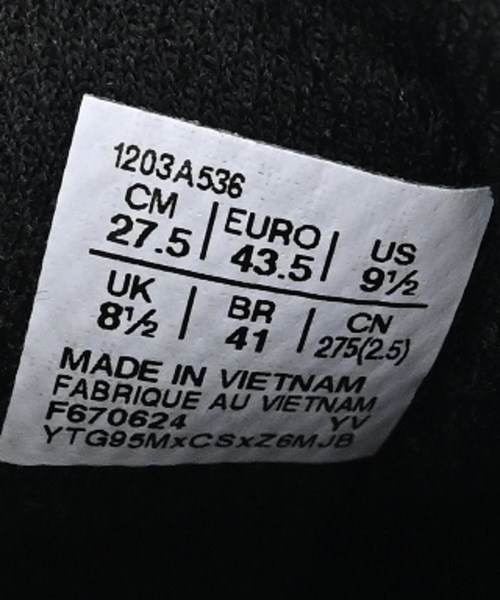 1203A536
CM | EURO | US
27.5 | 43.5 | 9½
UK | BR | CN
8½ | 41 | 275(2.5)
MADE IN VIETNAM
FABRIQUE AU VIETNAM
F670624 YV
YTG95MxCSxZ6MJB